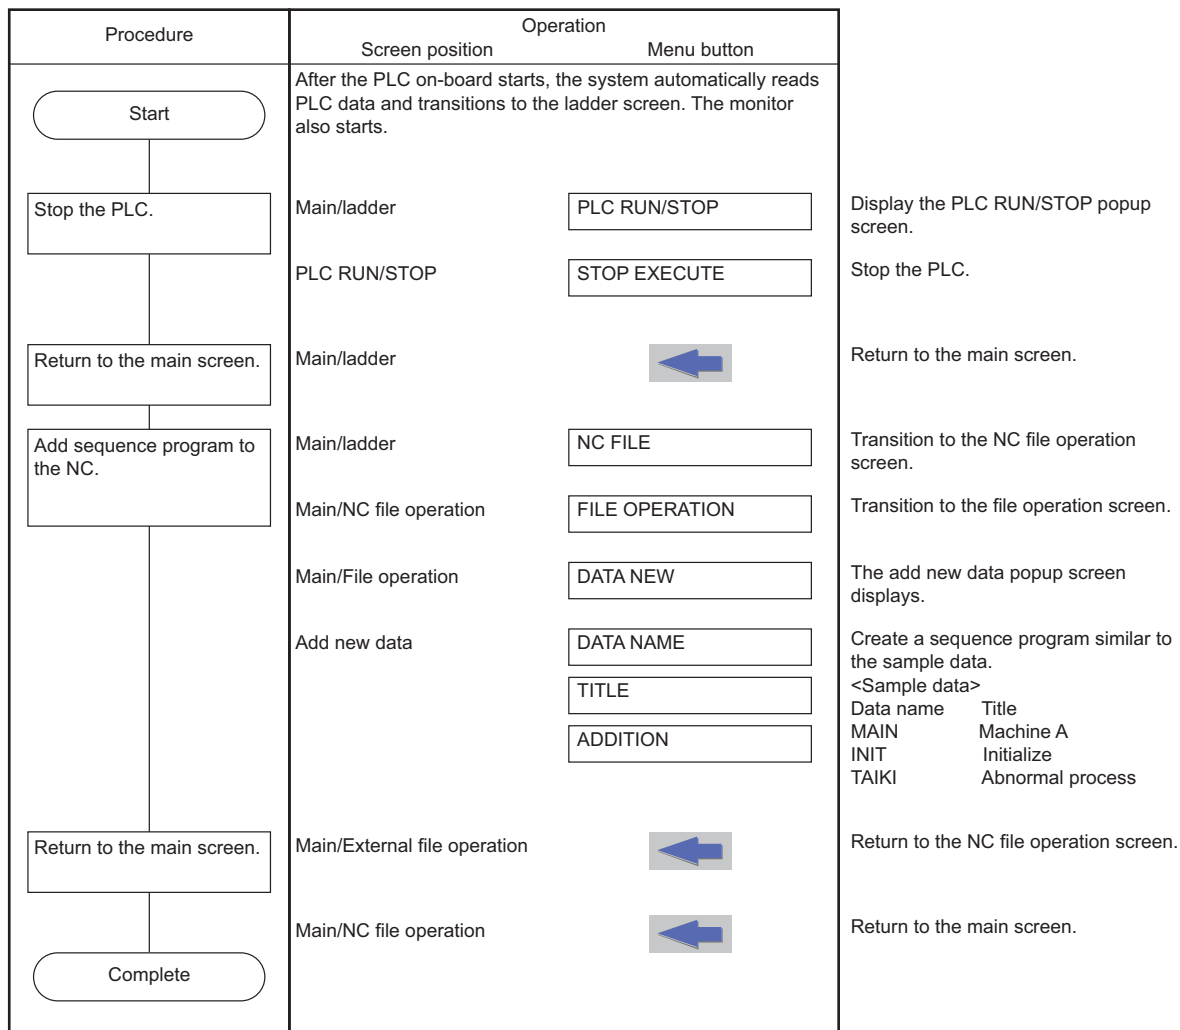 Procedure
Operation
Screen position Menu button
After the PLC on-board starts, the system automatically reads
PLC data and transitions to the ladder screen. The monitor
also starts.
Start
Stop the PLC.
Main/ladder
PLC RUN/STOP
Display the PLC RUN/STOP popup
screen.
PLC RUN/STOP
STOP EXECUTE
Stop the PLC.
Return to the main screen.
Main/ladder
Return to the main screen.
Add sequence program to
the NC.
Main/ladder
NC FILE
Transition to the NC file operation
screen.
Main/NC file operation
FILE OPERATION
Transition to the file operation screen.
Main/File operation
DATA NEW
The add new data popup screen
displays.
Add new data
DATA NAME
TITLE
ADDITION
Create a sequence program similar to
the sample data.
<Sample data>
Data name Title
MAIN Machine A
INIT Initialize
TAIKI Abnormal process
Return to the main screen.
Main/External file operation
Return to the NC file operation screen.
Main/NC file operation
Return to the main screen.
Complete